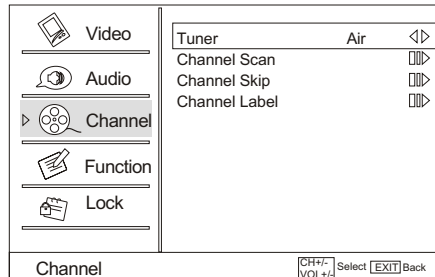 Video
Audio
Channel
Function
Lock
Tuner Air
Channel Scan
Channel Skip
Channel Label
Channel
CH+/- VOL+/- Select EXIT Back